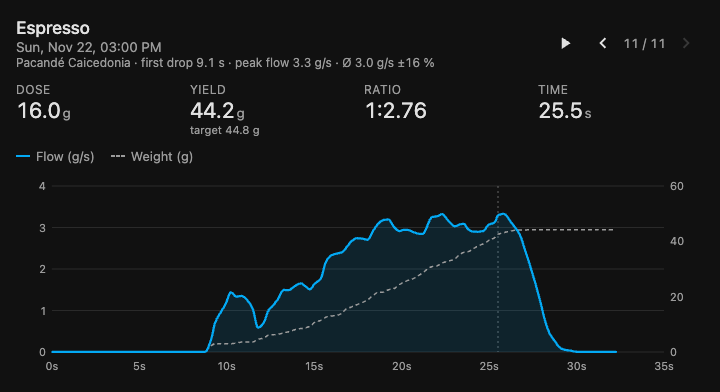 Espresso
Sun, Nov 22, 03:00 PM
11 / 11
Pacandé Caicedonia · first drop 9.1 s · peak flow 3.3 g/s · Ø 3.0 g/s ±16 %
DOSE YIELD RATIO TIME
16.0g 44.2g 1:2.76 25.5s
target 44.8 g
Flow (g/s) Weight (g)
4 60
3 40
2
1 20
0 0
0s 5s 10s 15s 20s 25s 30s 35s